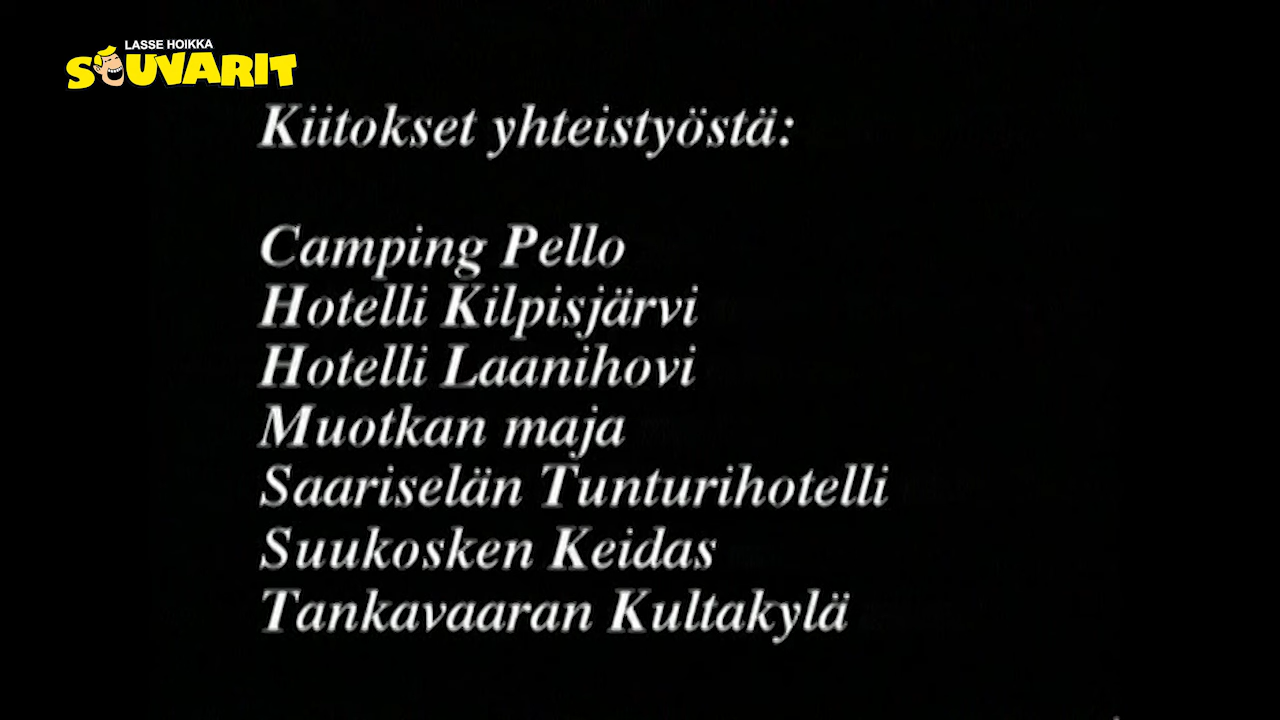 LASSE HOIKKA
SOUVARIT
Kiitokset yhteistyöstä:
Camping Pello
Hotelli Kilpisjärvi
Hotelli Laanihovi
Muotkan maja
Saariselän Tunturihotelli
Suukosken Keidas
Tankavaaran Kultakylä